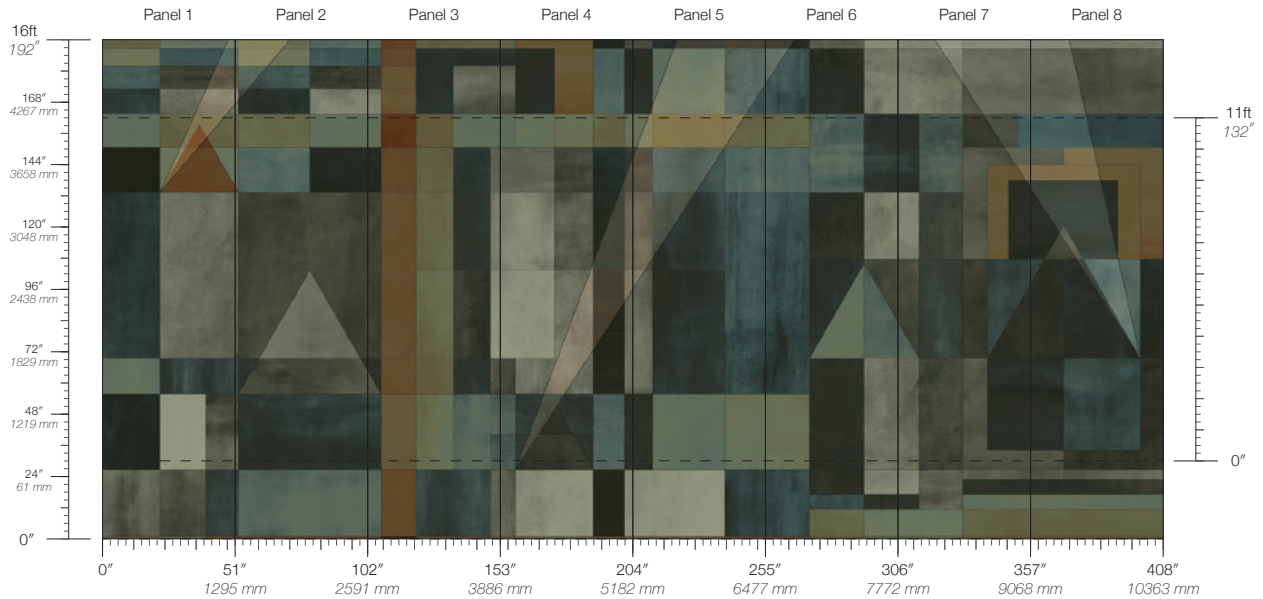 Panel 1 Panel 2 Panel 3 Panel 4 Panel 5 Panel 6 Panel 7 Panel 8
16ft
192″
168″
4267 mm
144″
3658 mm
120″
3048 mm
96″
2438 mm
72″
1829 mm
48″
1219 mm
24″
61 mm
0″
11ft
132″
0″
0″ 51″ 102″ 153″ 204″ 255″ 306″ 357″ 408″
1295 mm 2591 mm 3886 mm 5182 mm 6477 mm 7772 mm 9068 mm 10363 mm